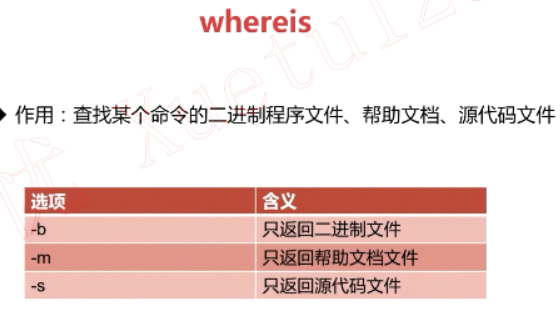 whereis
作用：查找某个命令的二进制程序文件、帮助文档、源代码文件
选项 含义
-b 只返回二进制文件
-m 只返回帮助文档文件
-s 只返回源代码文件